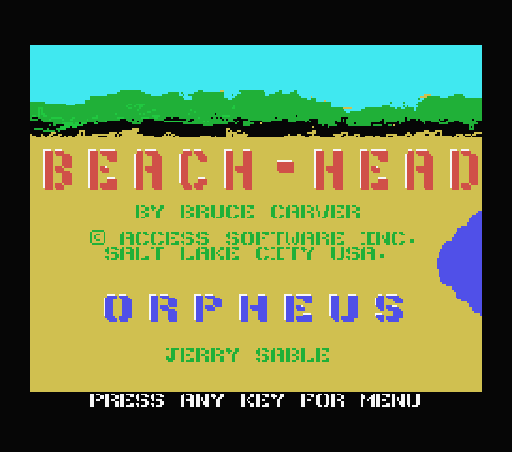 BEACH-HEAD
BY BRUCE CARVER
© ACCESS SOFTWARE INC.
SALT LAKE CITY USA.
ORPHEUS
JERRY SABLE
PRESS ANY KEY FOR MENU